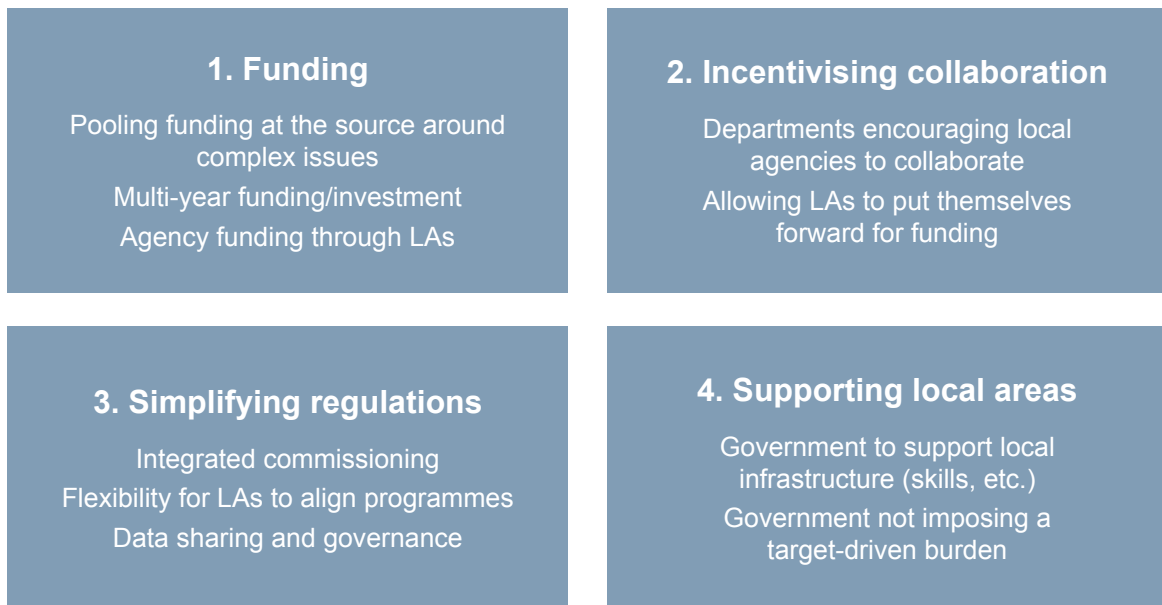 1. Funding
Pooling funding at the source around
complex issues
Multi-year funding/investment
Agency funding through LAs
2. Incentivising collaboration
Departments encouraging local
agencies to collaborate
Allowing LAs to put themselves
forward for funding
3. Simplifying regulations
Integrated commissioning
Flexibility for LAs to align programmes
Data sharing and governance
4. Supporting local areas
Government to support local
infrastructure (skills, etc.)
Government not imposing a
target-driven burden